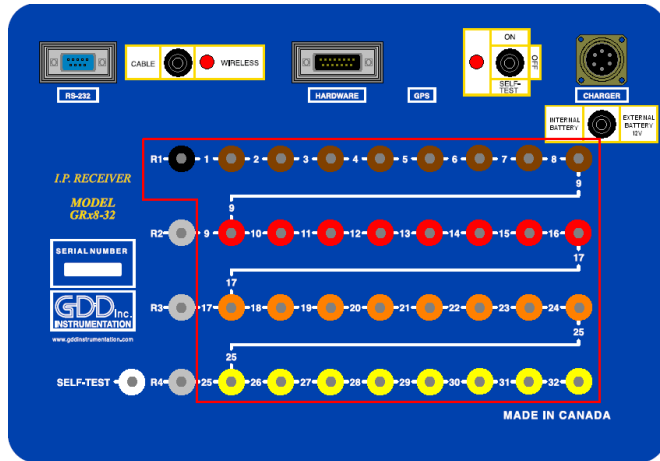 ON
OFF
CABLE
WIRELESS
SELF-
TEST
RS-232
HARDWARE
GPS
CHARGER
INTERNAL
BATTERY
EXTERNAL
BATTERY
12V
R1 1 2 3 4 5 6 7 8
9
I.P. RECEIVER
MODEL
GRx8-32
9
R2 9 10 11 12 13 14 15 16
17
SERIAL NUMBER
17
GDD Inc.
INSTRUMENTATION
www.gddinstrumentation.com
R3 17 18 19 20 21 22 23 24
25
25
SELF-TEST R4 25 26 27 28 29 30 31 32
MADE IN CANADA